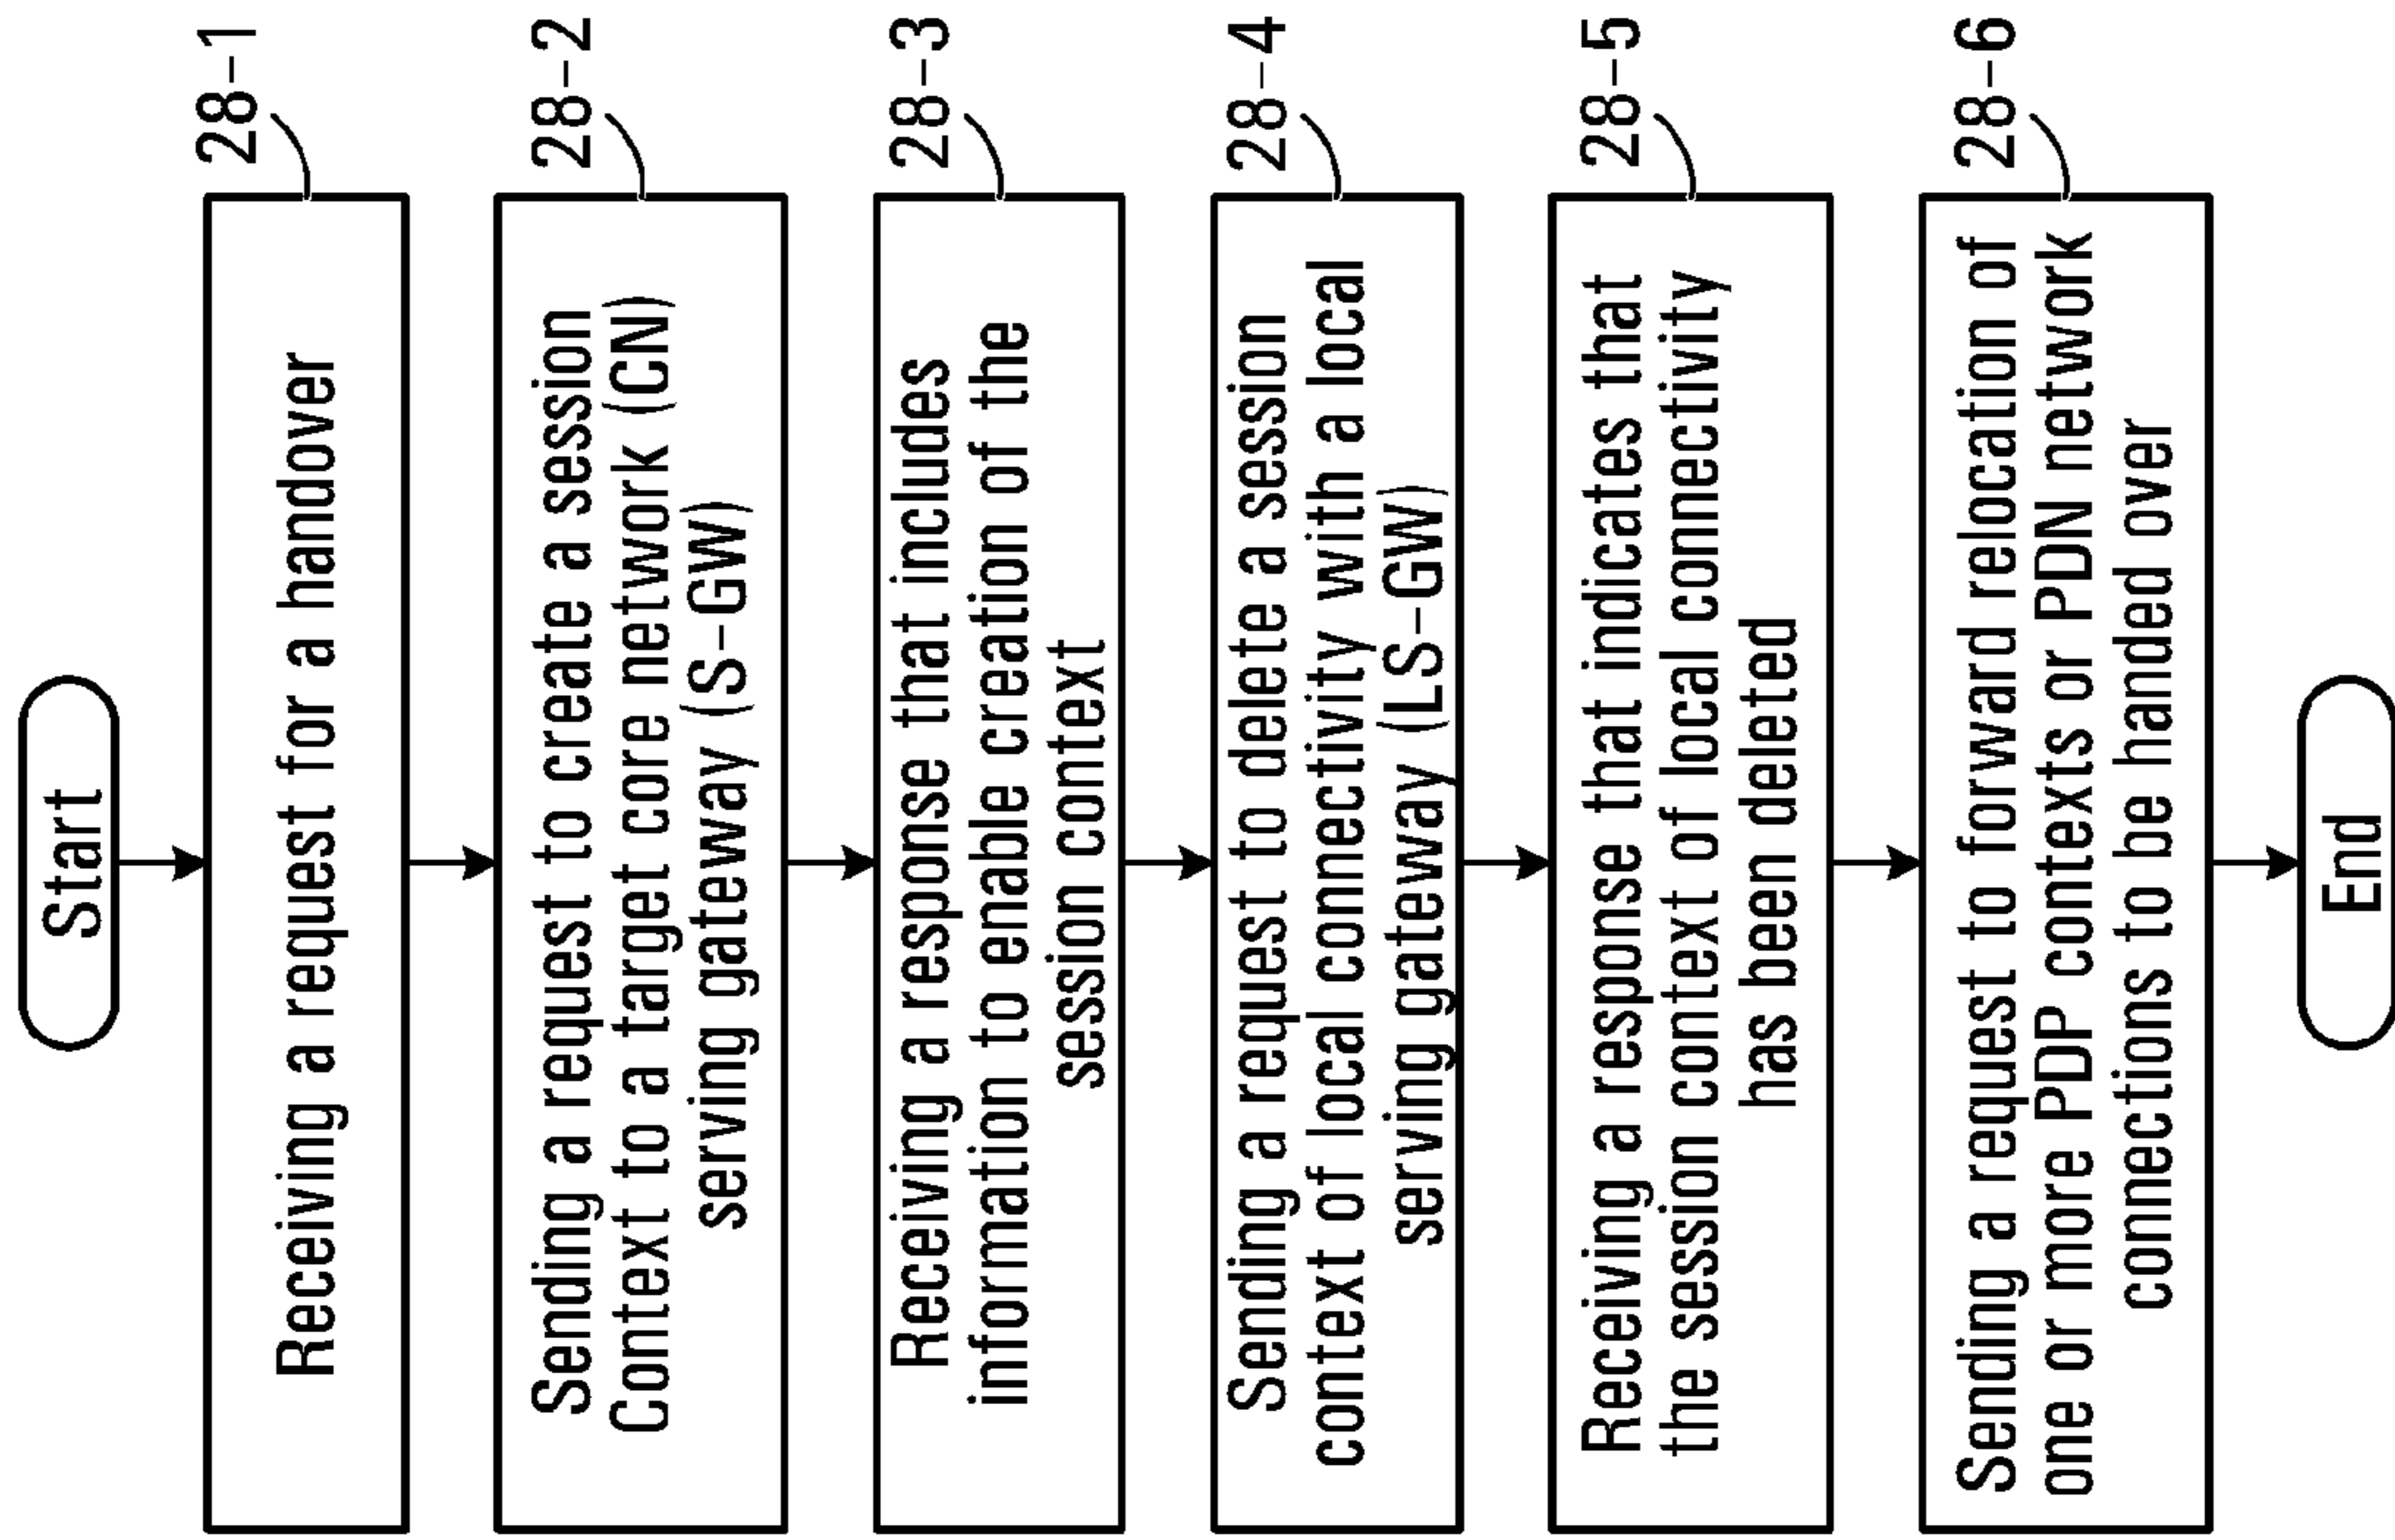 Start
28-1
Receiving a request for a handover
28-2
Sending a request to create a session
Context to a target core network (CN)
serving gateway (S-GW)
28-3
Receiving a response that includes
information to enable creation of the
session context
28-4
Sending a request to delete a session
context of local connectivity with a local
serving gateway (LS-GW)
28-5
Receiving a response that indicates that
the session context of local connectivity
has been deleted
28-6
Sending a request to forward relocation of
one or more PDP contexts or PDN network
connections to be handed over
End